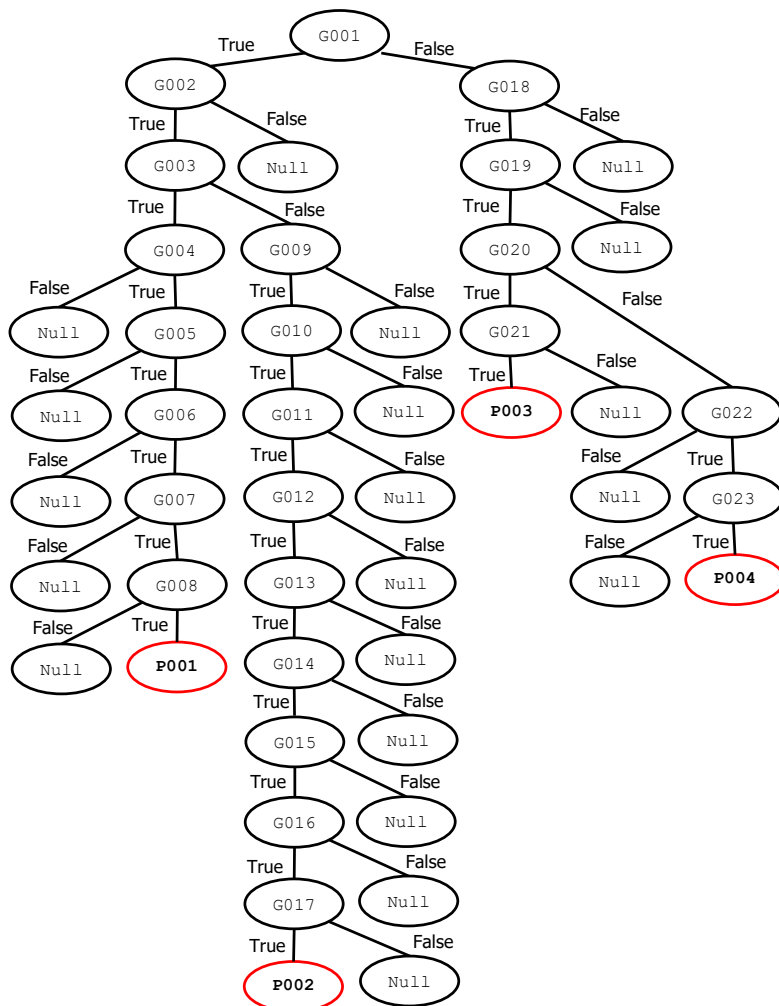 G001
True
False
G002
G018
True
False
True
False
G003
Null
G019
Null
True
False
True
False
G004
G009
G020
Null
False
True
True
False
True
False
Null
G005
G010
Null
G021
False
True
True
False
True
False
Null
G006
G011
Null
P003
Null
G022
False
True
True
False
False
True
Null
G007
G012
Null
Null
G023
False
True
True
False
False
True
Null
G008
G013
Null
Null
P004
False
True
True
False
Null
P001
G014
Null
True
False
G015
Null
True
False
G016
Null
True
False
G017
Null
True
False
P002
Null